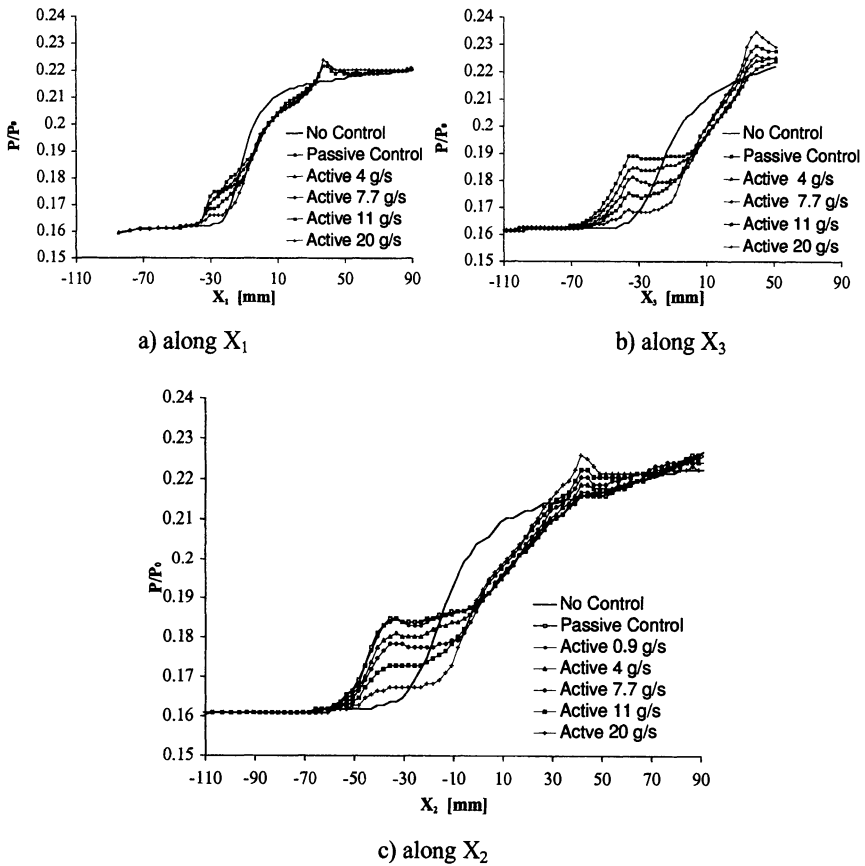 0.24
0.23
0.22
0.21
0.2
0.19
0.18
0.17
0.16
0.15
P/P₀
-110 -70 -30 10 50 90
X₁ [mm]
No Control
Passive Control
Active 4 g/s
Active 7.7 g/s
Active 11 g/s
Active 20 g/s
a) along X₁
0.24
0.23
0.22
0.21
0.2
0.19
0.18
0.17
0.16
0.15
P/P₀
-110 -70 -30 10 50 90
X₃ [mm]
No Control
Passive Control
Active 4 g/s
Active 7.7 g/s
Active 11 g/s
Active 20 g/s
b) along X₃
0.24
0.23
0.22
0.21
0.2
0.19
0.18
0.17
0.16
0.15
P/P₀
-110 -90 -70 -50 -30 -10 10 30 50 70 90
X₂ [mm]
No Control
Passive Control
Active 0.9 g/s
Active 4 g/s
Active 7.7 g/s
Active 11 g/s
Actve 20 g/s
c) along X₂